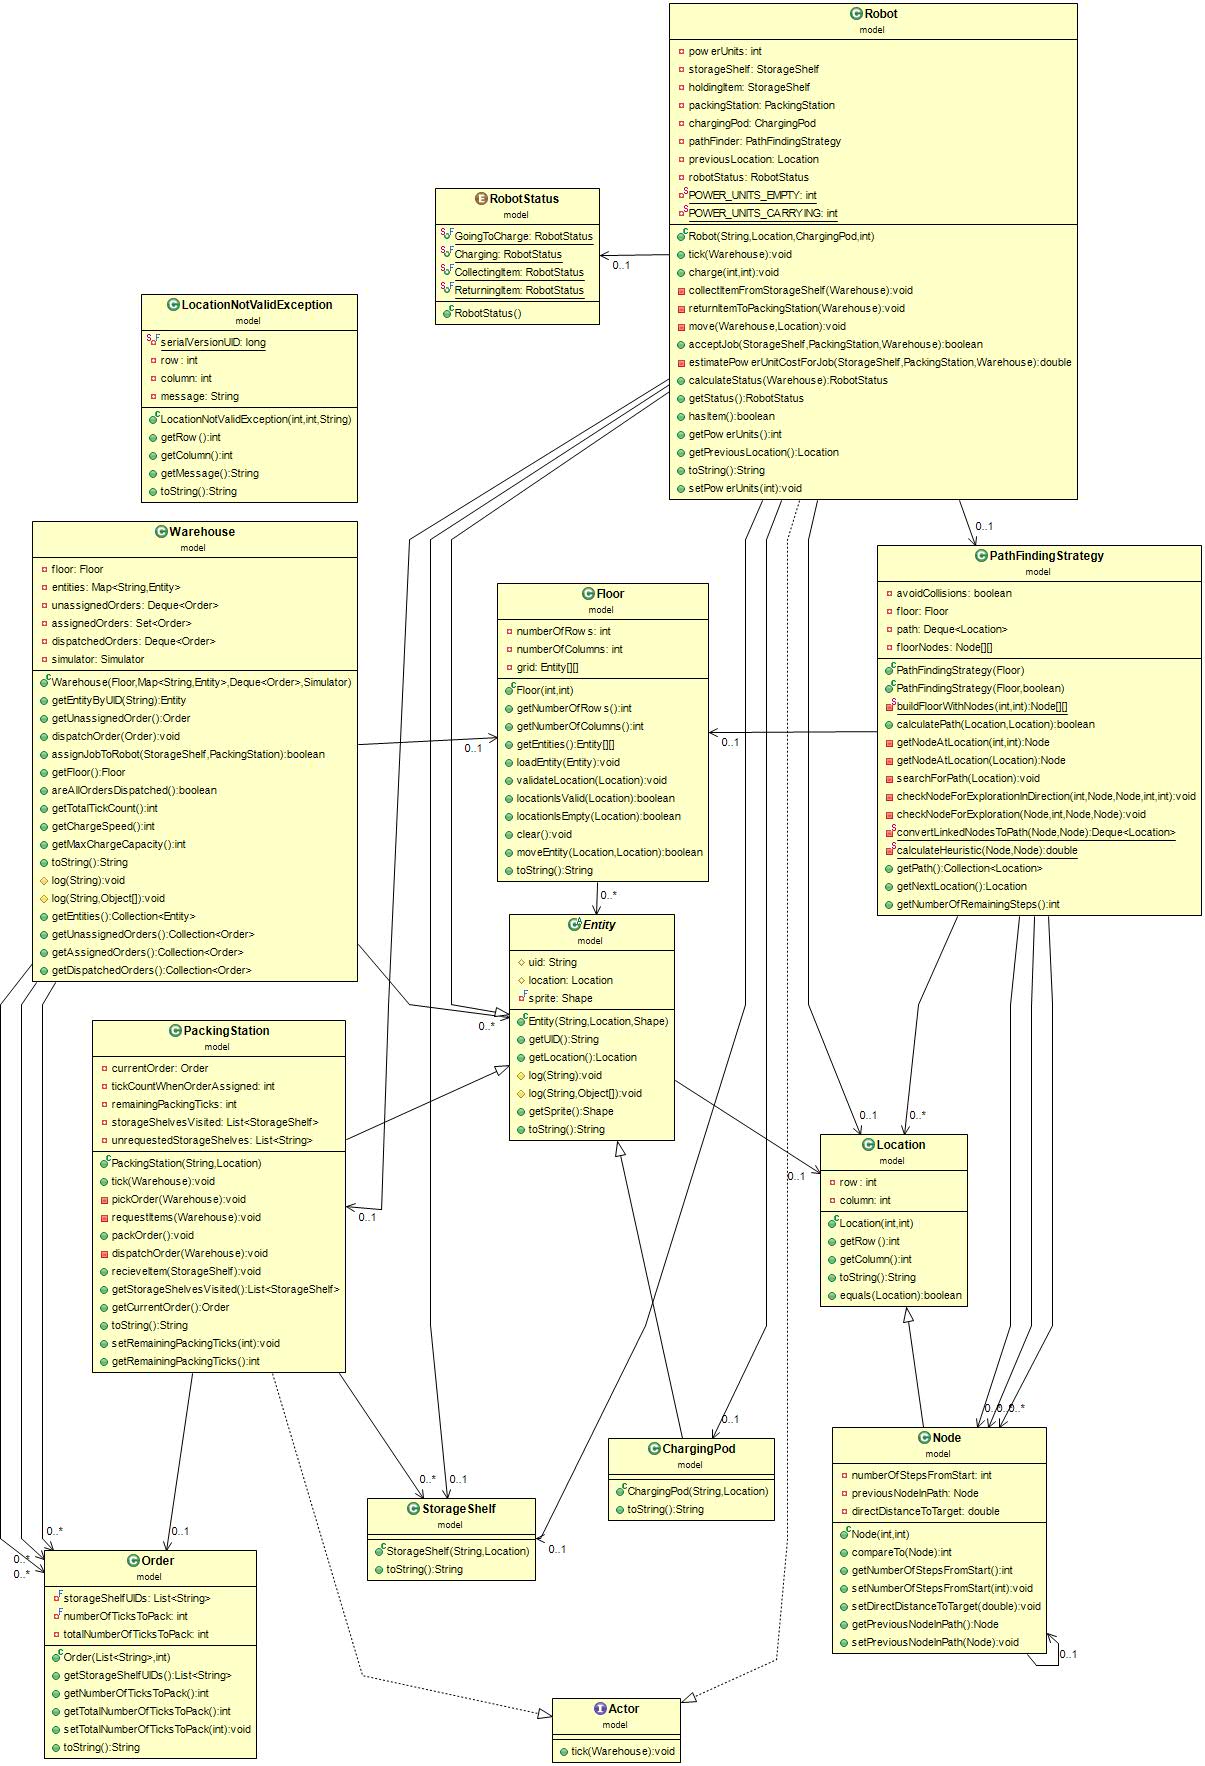 Robot
model
powerUnits: int
storageShelf: StorageShelf
holdingItem: StorageShelf
packingStation: PackingStation
chargingPod: ChargingPod
pathFinder: PathFindingStrategy
previousLocation: Location
robotStatus: RobotStatus
POWER_UNITS_EMPTY: int
POWER_UNITS_CARRYING: int
Robot(String,Location,ChargingPod,int)
tick(Warehouse):void
charge(int,int):void
collectItemFromStorageShelf(Warehouse):void
returnItemToPackingStation(Warehouse):void
move(Warehouse,Location):void
acceptJob(StorageShelf,PackingStation,Warehouse):boolean
estimatePowerUnitCostForJob(StorageShelf,PackingStation,Warehouse):double
calculateStatus(Warehouse):RobotStatus
getStatus():RobotStatus
hasItem():boolean
getPowerUnits():int
getPreviousLocation():Location
toString():String
setPowerUnits(int):void
RobotStatus
model
GoingToCharge: RobotStatus
Charging: RobotStatus
CollectingItem: RobotStatus
ReturningItem: RobotStatus
RobotStatus()
0..1
LocationNotValidException
model
serialVersionUID: long
row: int
column: int
message: String
LocationNotValidException(int,int,String)
getRow():int
getColumn():int
getMessage():String
toString():String
Warehouse
model
floor: Floor
entities: Map<String,Entity>
unassignedOrders: Deque<Order>
assignedOrders: Set<Order>
dispatchedOrders: Deque<Order>
simulator: Simulator
Warehouse(Floor,Map<String,Entity>,Deque<Order>,Simulator)
getEntityByUID(String):Entity
getUnassignedOrder():Order
dispatchOrder(Order):void
assignJobToRobot(StorageShelf,PackingStation):boolean
getFloor():Floor
areAllOrdersDispatched():boolean
getTotalTickCount():int
getChargeSpeed():int
getMaxChargeCapacity():int
toString():String
log(String):void
log(String,Object[]):void
getEntities():Collection<Entity>
getUnassignedOrders():Collection<Order>
getAssignedOrders():Collection<Order>
getDispatchedOrders():Collection<Order>
0..1
Floor
model
numberOfRows: int
numberOfColumns: int
grid: Entity[][]
Floor(int,int)
getNumberOfRows():int
getNumberOfColumns():int
getEntities():Entity[][]
loadEntity(Entity):void
validateLocation(Location):void
locationIsValid(Location):boolean
locationIsEmpty(Location):boolean
clear():void
moveEntity(Location,Location):boolean
toString():String
0..1
0..*
0..1
PathFindingStrategy
model
avoidCollisions: boolean
floor: Floor
path: Deque<Location>
floorNodes: Node[][]
PathFindingStrategy(Floor)
PathFindingStrategy(Floor,boolean)
buildFloorWithNodes(int,int):Node[][]
calculatePath(Location,Location):boolean
getNodeAtLocation(int,int):Node
getNodeAtLocation(Location):Node
searchForPath(Location):void
checkNodeForExplorationInDirection(int,Node,Node,int,int):void
checkNodeForExploration(Node,int,Node,Node):void
convertLinkedNodesToPath(Node,Node):Deque<Location>
calculateHeuristic(Node,Node):double
getPath():Collection<Location>
getNextLocation():Location
getNumberOfRemainingSteps():int
Entity
model
uid: String
location: Location
sprite: Shape
Entity(String,Location,Shape)
getUID():String
getLocation():Location
log(String):void
log(String,Object[]):void
getSprite():Shape
toString():String
0..*
PackingStation
model
currentOrder: Order
tickCountWhenOrderAssigned: int
remainingPackingTicks: int
storageShelvesVisited: List<StorageShelf>
unrequestedStorageShelves: List<String>
PackingStation(String,Location)
tick(Warehouse):void
pickOrder(Warehouse):void
requestItems(Warehouse):void
packOrder():void
dispatchOrder(Warehouse):void
recieveItem(StorageShelf):void
getStorageShelvesVisited():List<StorageShelf>
getCurrentOrder():Order
toString():String
setRemainingPackingTicks(int):void
getRemainingPackingTicks():int
0..1
0..1
0..*
0..1
Location
model
row: int
column: int
Location(int,int)
getRow():int
getColumn():int
toString():String
equals(Location):boolean
0..*
0..*
Node
model
numberOfStepsFromStart: int
previousNodeInPath: Node
directDistanceToTarget: double
Node(int,int)
compareTo(Node):int
getNumberOfStepsFromStart():int
setNumberOfStepsFromStart(int):void
setDirectDistanceToTarget(double):void
getPreviousNodeInPath():Node
setPreviousNodeInPath(Node):void
0..1
0..1
ChargingPod
model
ChargingPod(String,Location)
toString():String
0..*
0..1
StorageShelf
model
StorageShelf(String,Location)
toString():String
0..1
0..*
0..*
0..*
0..1
Order
model
storageShelfUIDs: List<String>
numberOfTicksToPack: int
totalNumberOfTicksToPack: int
Order(List<String>,int)
getStorageShelfUIDs():List<String>
getNumberOfTicksToPack():int
getTotalNumberOfTicksToPack():int
setTotalNumberOfTicksToPack(int):void
toString():String
Actor
model
tick(Warehouse):void